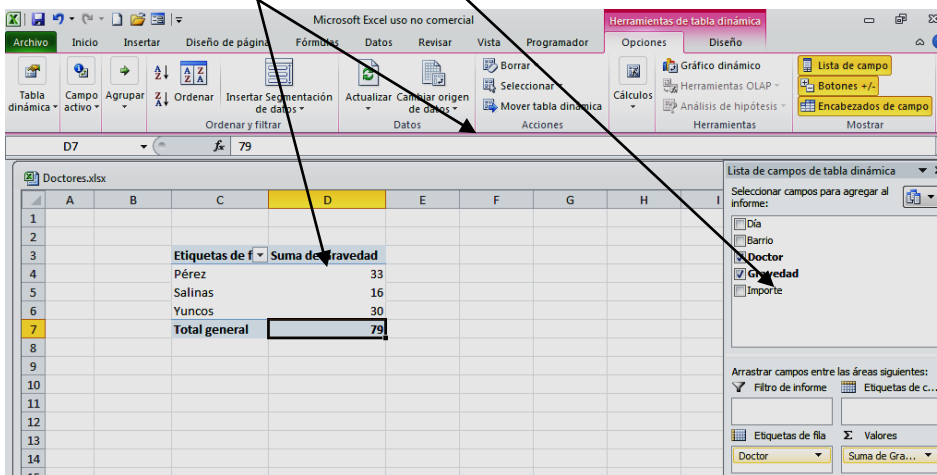 Microsoft Excel uso no comercial
Herramientas de tabla dinámica
Archivo Inicio Insertar Diseño de página Fórmulas Datos Revisar Vista Programador Opciones Diseño
Tabla dinámica
Campo activo
Agrupar
Ordenar
Insertar Segmentación de datos
Ordenar y filtrar
Actualizar
Cambiar origen de datos
Datos
Borrar
Seleccionar
Mover tabla dinámica
Acciones
Cálculos
Gráfico dinámico
Herramientas OLAP
Análisis de hipótesis
Herramientas
Lista de campo
Botones +/-
Encabezados de campo
Mostrar
D7 fx 79
Doctores.xlsx
A B C D E F G H I
1
2
3 Etiquetas de f Suma de Gravedad
4 Pérez 33
5 Salinas 16
6 Yuncos 30
7 Total general 79
8
9
10
11
12
13
14
Lista de campos de tabla dinámica
Seleccionar campos para agregar al
informe:
Día
Barrio
Doctor
Gravedad
Importe
Arrastrar campos entre las áreas siguientes:
Filtro de informe Etiquetas de c...
Etiquetas de fila Σ Valores
Doctor Suma de Gra...